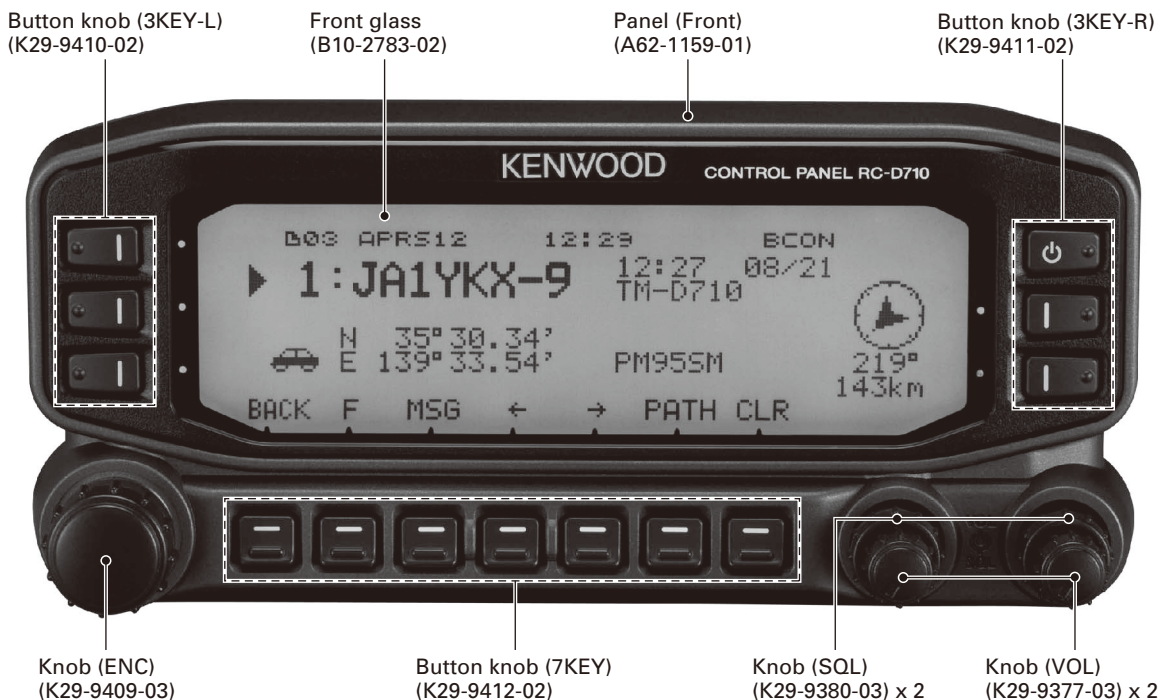 Button knob (3KEY-L)
(K29-9410-02)
Front glass
(B10-2783-02)
Panel (Front)
(A62-1159-01)
Button knob (3KEY-R)
(K29-9411-02)
KENWOOD CONTROL PANEL RC-D710
03 APRS12 12:29 BCON
1:JA1YKX-9 12:27 08/21
TM-D710
N 35°30.34'
E 139°33.54' PM95SM 219°
143km
BACK F MSG ← → PATH CLR
Knob (ENC)
(K29-9409-03)
Button knob (7KEY)
(K29-9412-02)
Knob (SQL)
(K29-9380-03) x 2
Knob (VOL)
(K29-9377-03) x 2